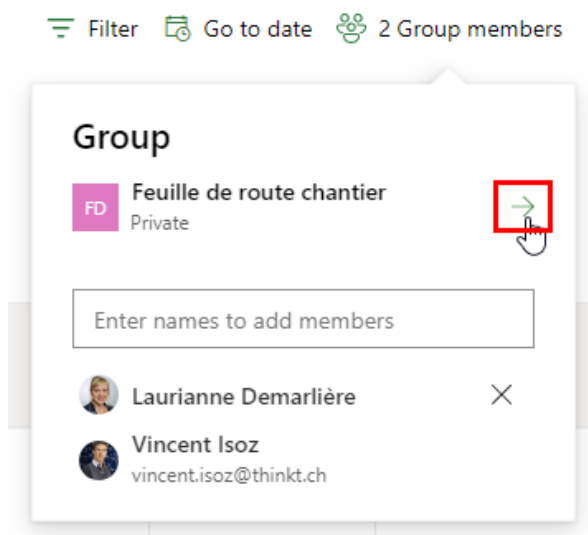 Filter Go to date 2 Group members
Group
FD Feuille de route chantier
Private
Enter names to add members
Laurianne Demarlière
Vincent Isoz
vincent.isoz@thinkt.ch